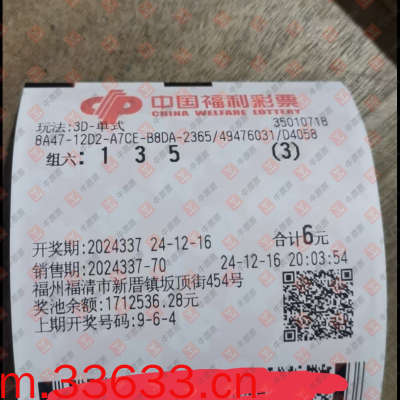 中国福利彩票
CHINA WELFARE LOTTERY
玩法:3D-单式 35010718
8A47-12D2-A7CE-B8DA-2365/49476031/D4058
组六: 1 3 5 (3)
开奖期:2024337 24-12-16 合计6元
销售期:2024337-70 24-12-16 20:03:54
福州福清市新厝镇坂顶街454号
奖池余额:1712536.28元
上期开奖号码:9-6-4
m.33633.cn